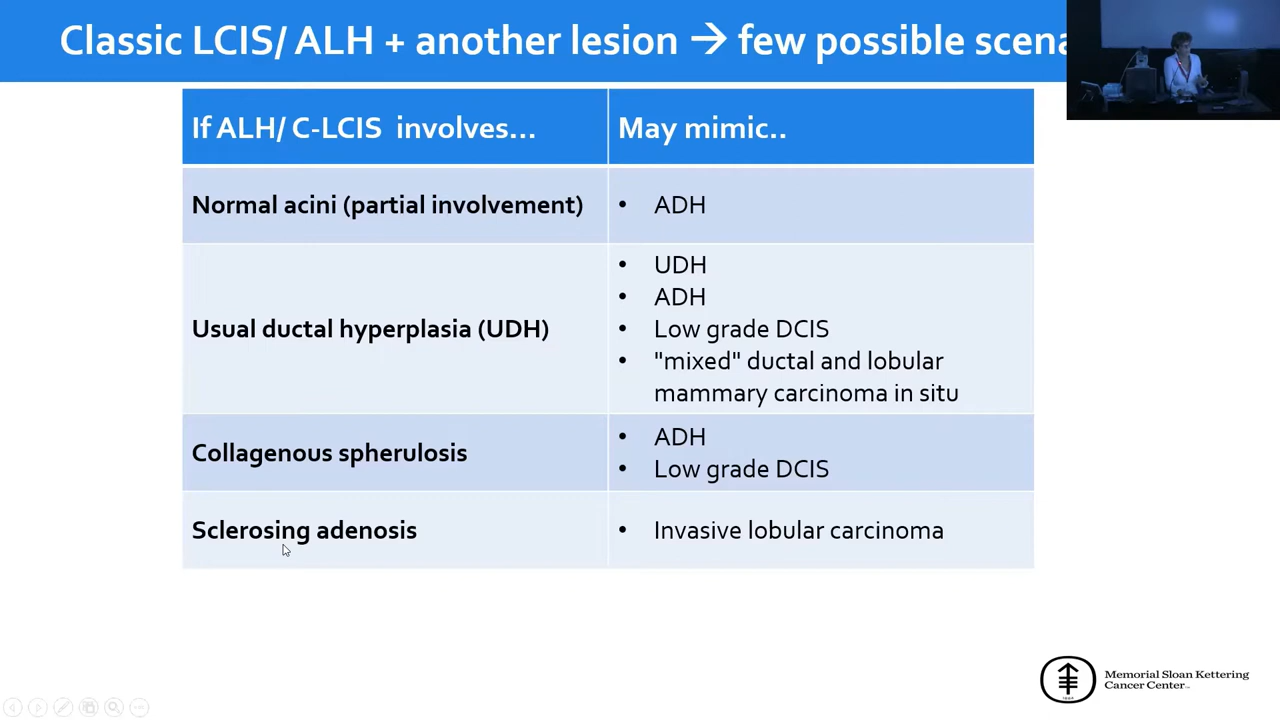 Classic LCIS/ ALH + another lesion → few possible
If ALH/ C-LCIS involves...
May mimic..
Normal acini (partial involvement)
• ADH
Usual ductal hyperplasia (UDH)
• UDH
• ADH
• Low grade DCIS
• "mixed" ductal and lobular
mammary carcinoma in situ
Collagenous spherulosis
• ADH
• Low grade DCIS
Sclerosing adenosis
• Invasive lobular carcinoma
Memorial Sloan Kettering
Cancer Center